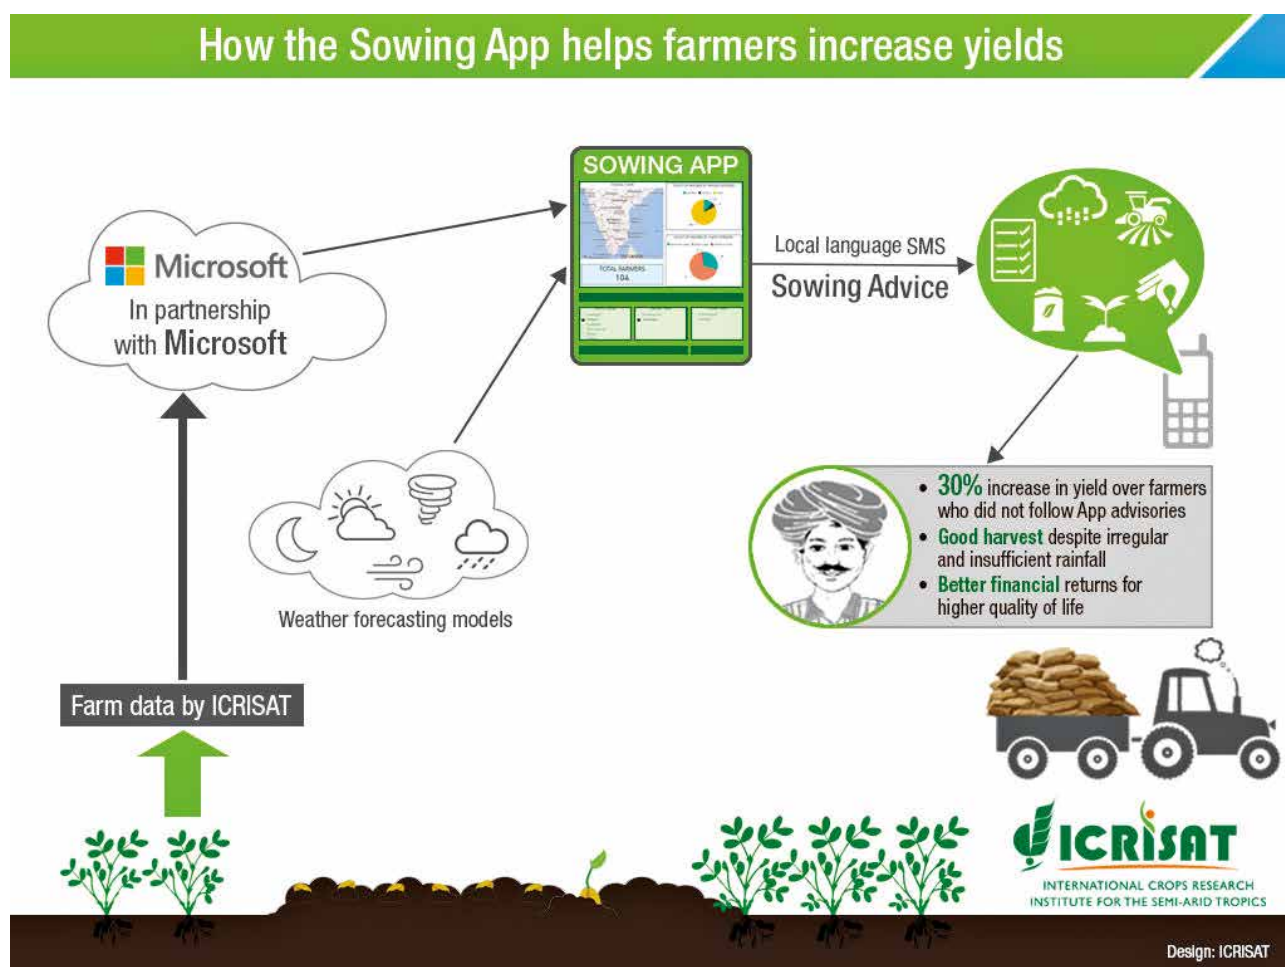 How the Sowing App helps farmers increase yields
SOWING APP
TOTAL FARMERS
104
Microsoft
In partnership
with Microsoft
Local language SMS
Sowing Advice
Weather forecasting models
• 30% increase in yield over farmers
who did not follow App advisories
• Good harvest despite irregular
and insufficient rainfall
• Better financial returns for
higher quality of life
Farm data by ICRISAT
ICRISAT
INTERNATIONAL CROPS RESEARCH
INSTITUTE FOR THE SEMI-ARID TROPICS
Design: ICRISAT